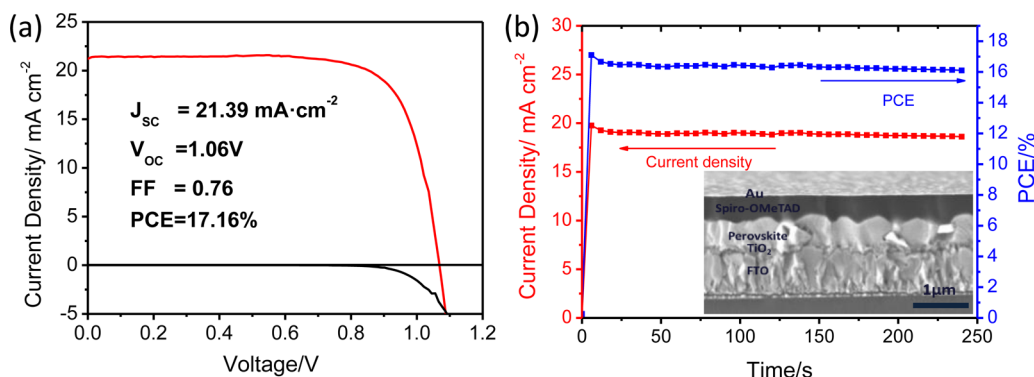 (a)
25
20
15
10
5
0
-5
0.0
0.2
0.4
0.6
0.8
1.0
1.2
Current Density/ mA cm⁻²
Voltage/V
J_SC = 21.39 mA·cm⁻²
V_OC =1.06V
FF = 0.76
PCE=17.16%
(b)
30
25
20
15
10
5
0
0
50
100
150
200
250
18
16
14
12
10
8
6
4
2
0
Current Density/ mA cm⁻²
Time/s
PCE/%
PCE
Current density
Au
Spiro-OMeTAD
Perovskite
TiO₂
FTO
1μm